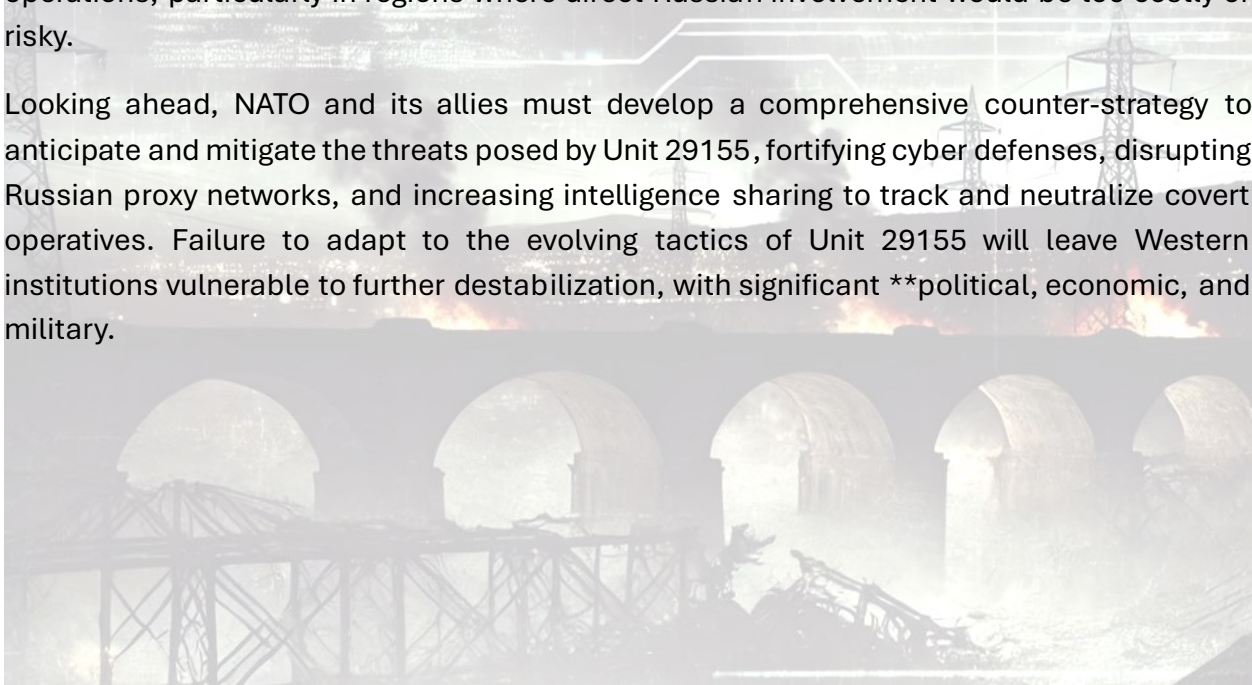 operations, particularly in regions where direct Russian involvement would be too costly or
risky.
Looking ahead, NATO and its allies must develop a comprehensive counter-strategy to
anticipate and mitigate the threats posed by Unit 29155, fortifying cyber defenses, disrupting
Russian proxy networks, and increasing intelligence sharing to track and neutralize covert
operatives. Failure to adapt to the evolving tactics of Unit 29155 will leave Western
institutions vulnerable to further destabilization, with significant **political, economic, and
military.